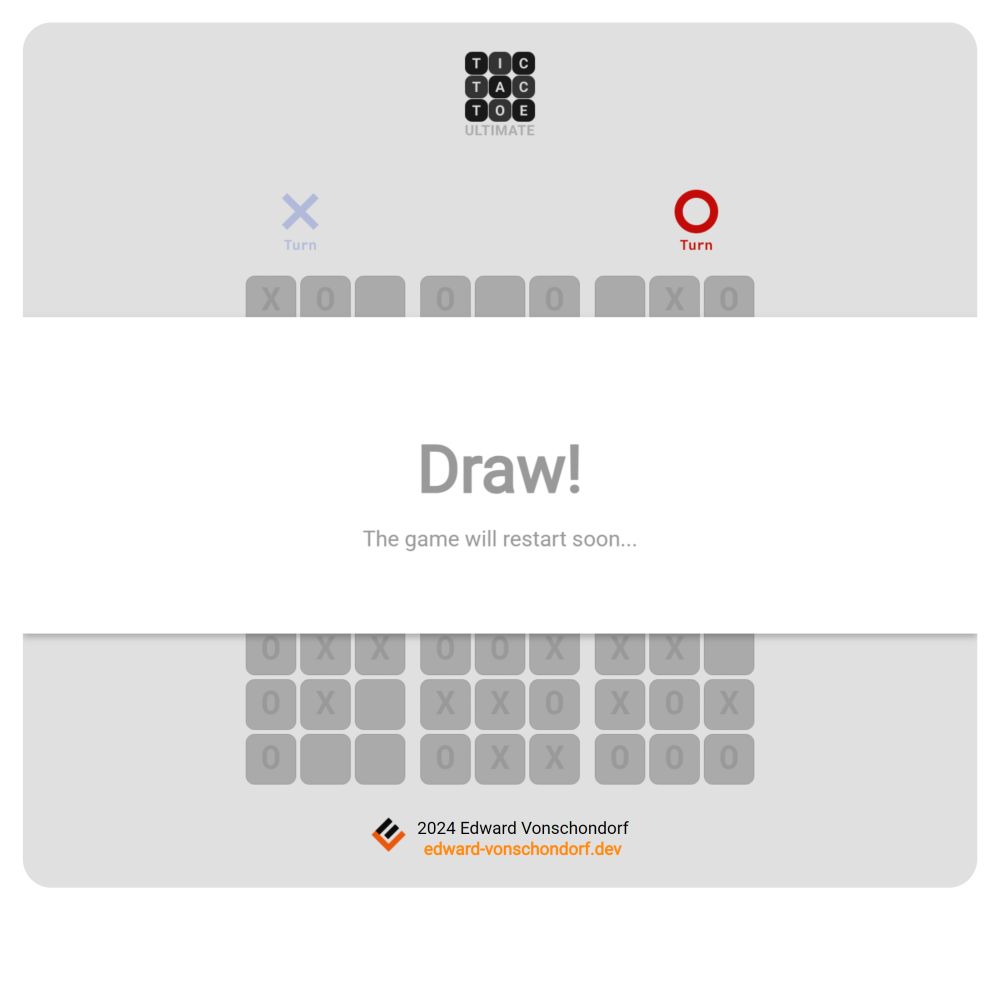 T I C
T A C
T O E
ULTIMATE
Turn Turn
X O O O X O
Draw!
The game will restart soon...
O X X O O X X X
O X X X O X O X
O O X X O O O
2024 Edward Vonschondorf
edward-vonschondorf.dev